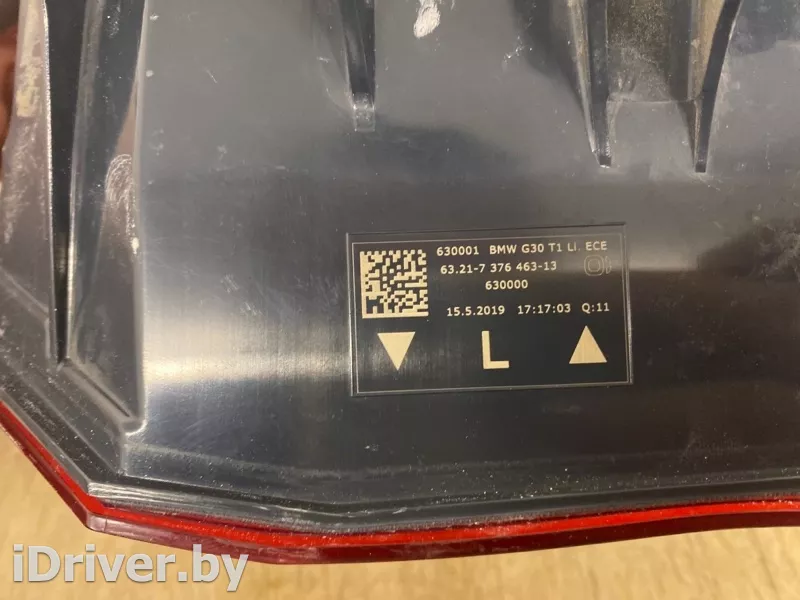 630001 BMW G30 T1 Li. ECE
63.21-7 376 463-13
630000
15.5.2019 17:17:03 Q:11
L
iDriver.by